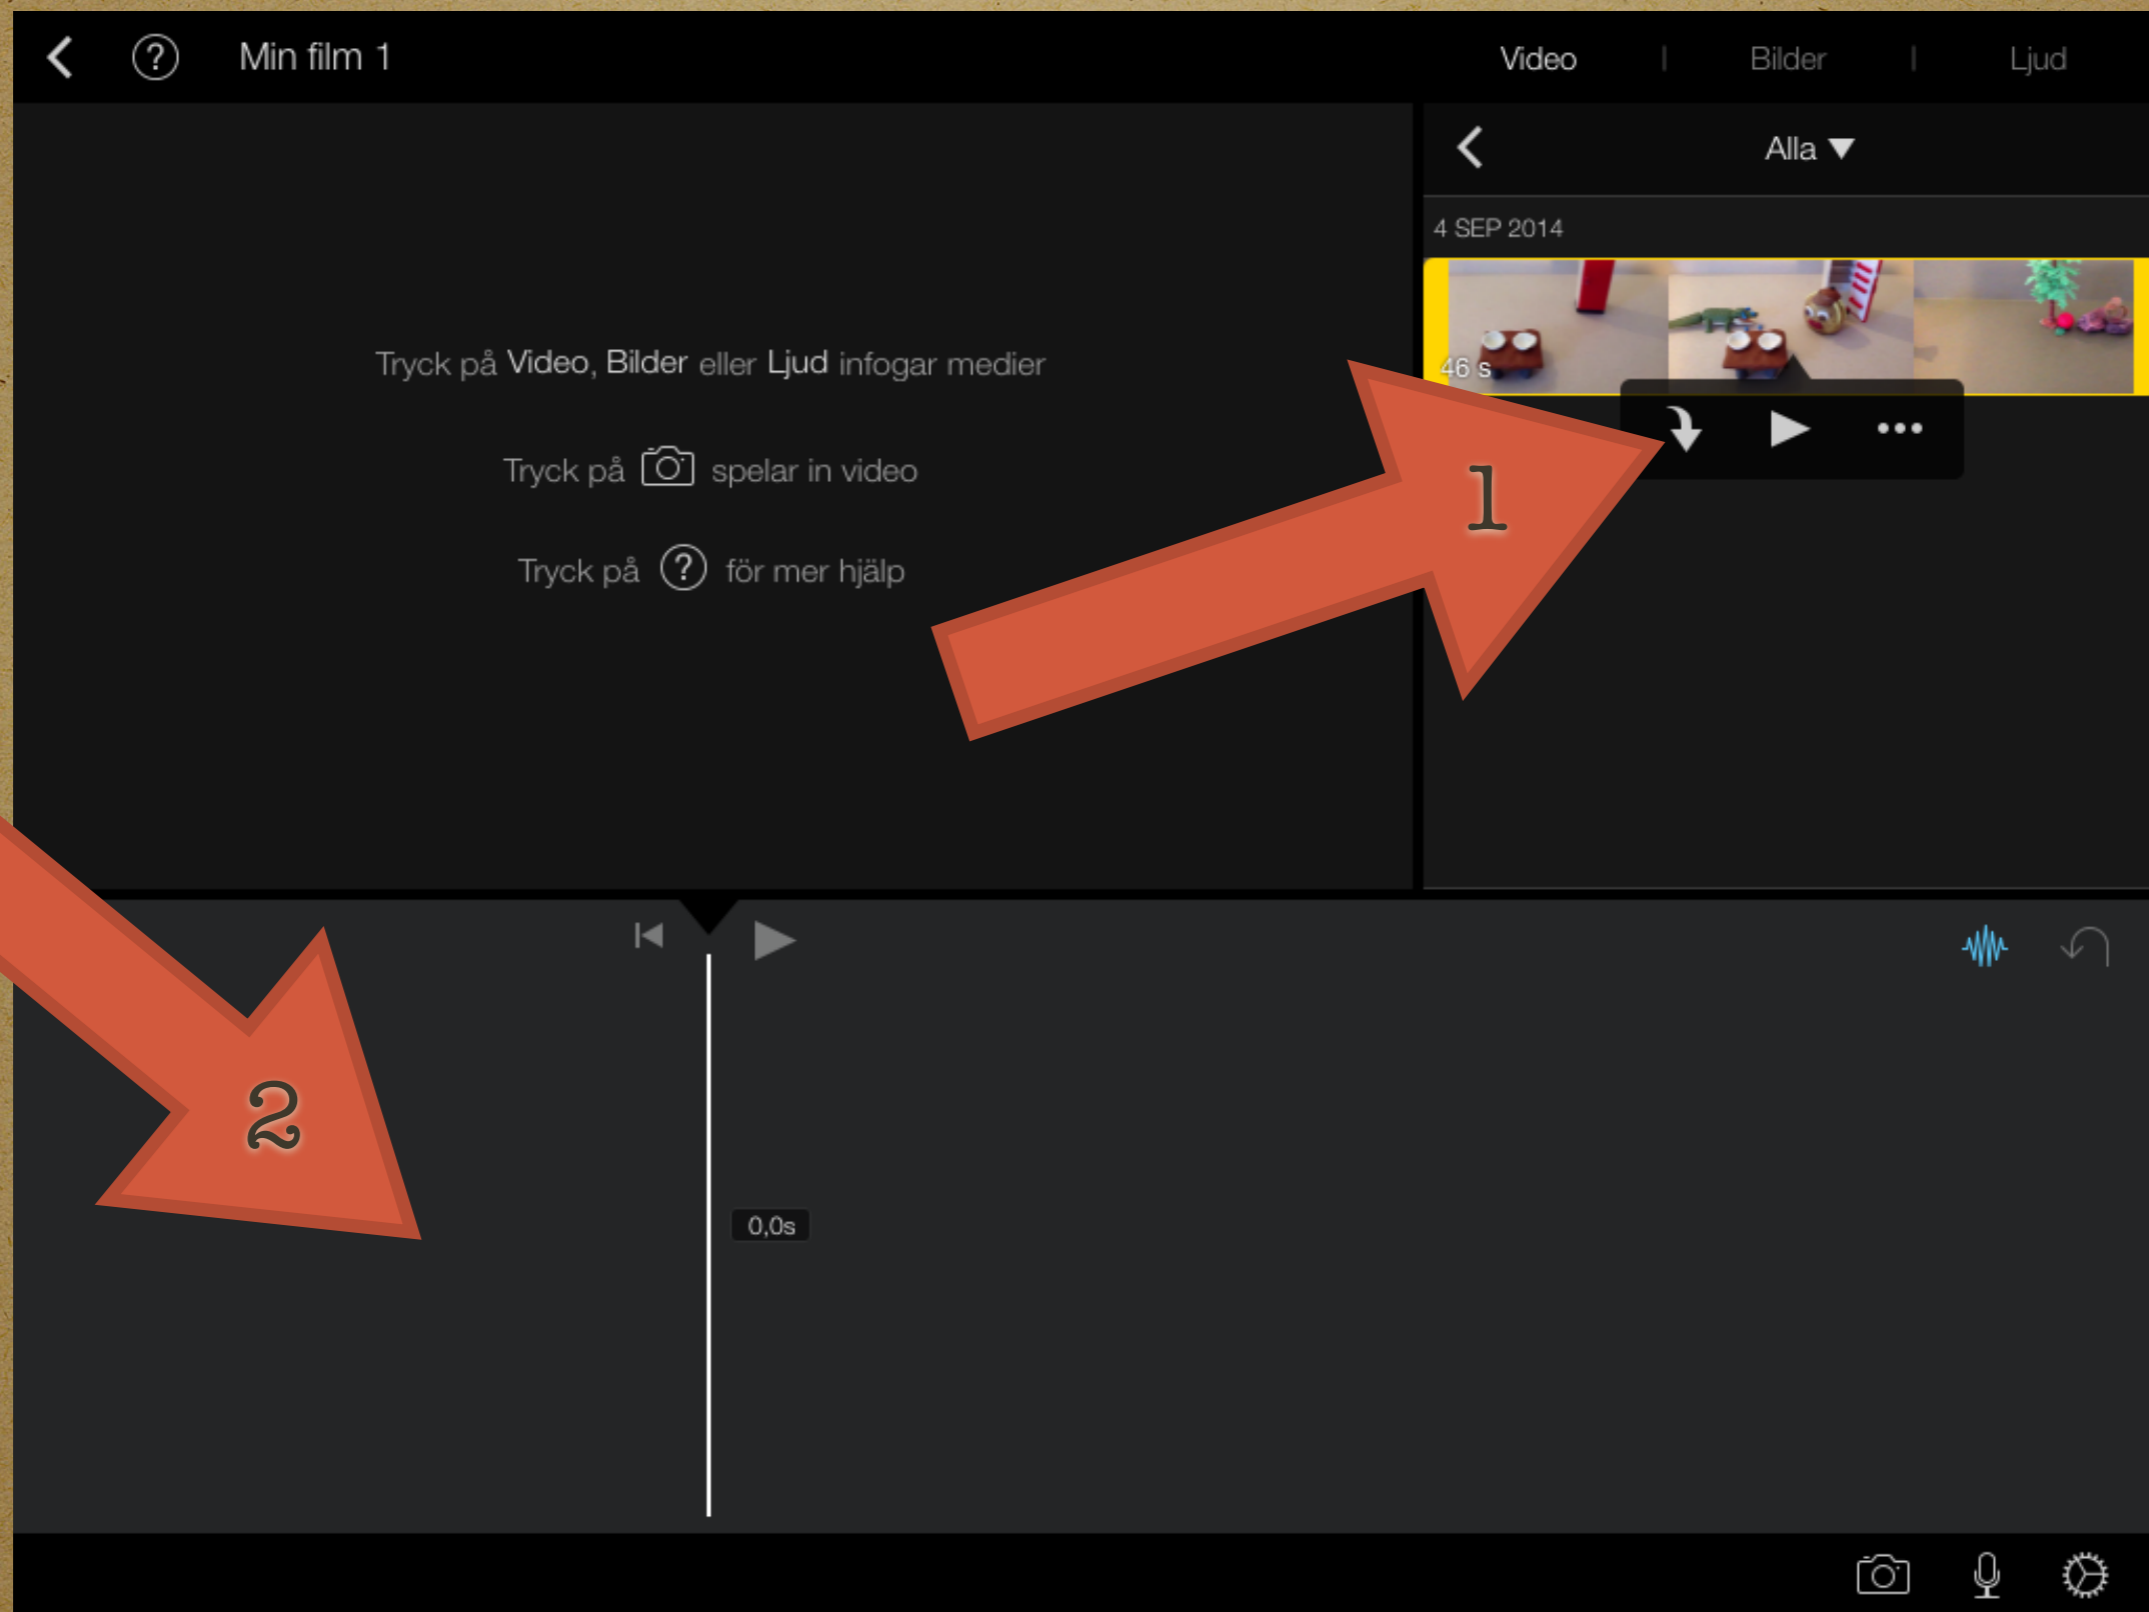 Min film 1
Video | Bilder | Ljud
Alla
4 SEP 2014
46 s
Tryck på Video, Bilder eller Ljud infogar medier
Tryck på spelar in video
Tryck på ? för mer hjälp
1
2
0,0s